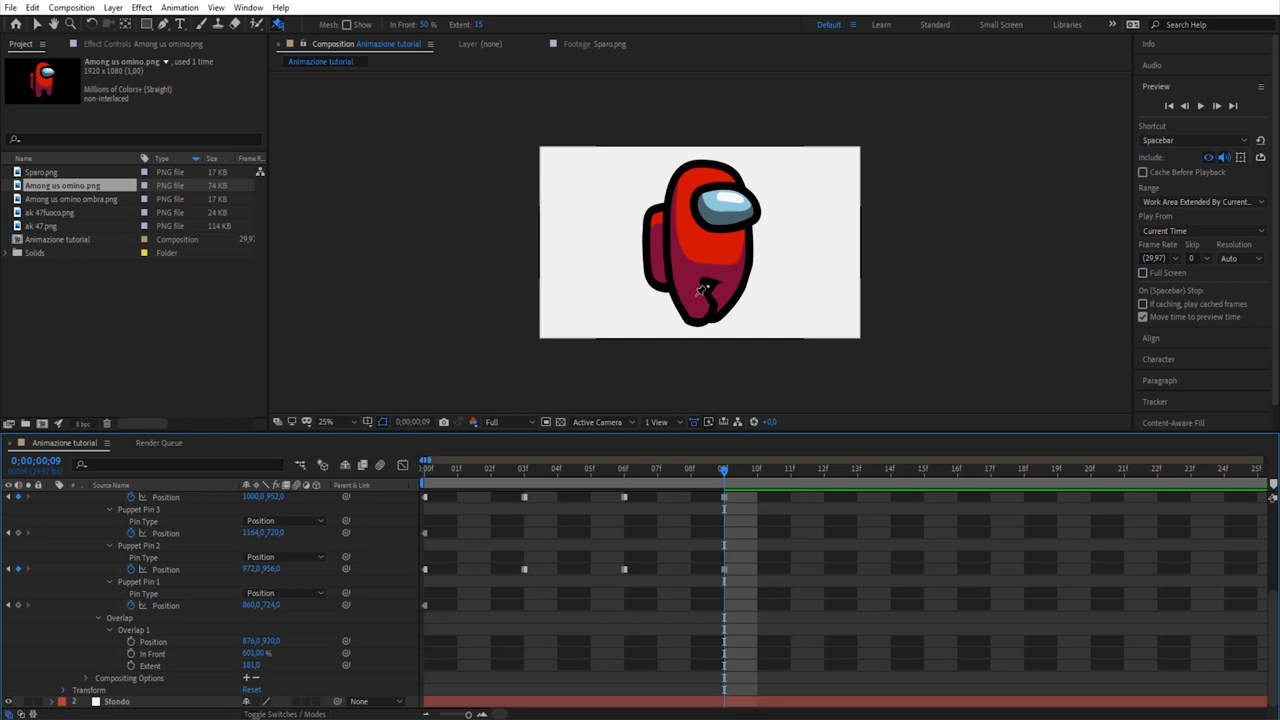 File Edit Composition Layer Effect Animation View Window Help
Mesh: Show In Front: 50 % Extent: 15 Default Learn Standard Small Screen Libraries Search Help
Project Effect Controls Among us omino.png Composition Animazione tutorial Layer (none) Footage Sparo.png Info
Animazione tutorial
Among us omino.png , used 1 time
1920 x 1080 (1,00)
Millions of Colors+ (Straight)
non-interlaced
Audio
Preview
Shortcut
Spacebar
Include:
Cache Before Playback
Range
Work Area Extended By Current...
Play From
Current Time
Frame Rate Skip Resolution
(29,97) 0 Auto
Full Screen
On (Spacebar) Stop:
If caching, play cached frames
Move time to preview time
Align
Character
Paragraph
Tracker
Content-Aware Fill
Name Type Size Frame R...
Sparo.png PNG file 17 KB
Among us omino.png PNG file 74 KB
Among us omino ombra.png PNG file 17 KB
ak 47fuoco.png PNG file 24 KB
ak 47.png PNG file 114 KB
Animazione tutorial Composition 29,97
Solids Folder
8 bpc 25% 0;00;00;09 Full Active Camera 1 View +0,0
Animazione tutorial Render Queue
0;00;00;09
00009 (29.97 fps)
0:00f 01f 02f 03f 04f 05f 06f 07f 08f 09f 10f 11f 12f 13f 14f 15f 16f 17f 18f 19f 20f 21f 22f 23f 24f 25f
Source Name Parent & Link
Position 1000,0,952,0
Puppet Pin 3
Pin Type Position
Position 1164,0,720,0
Puppet Pin 2
Pin Type Position
Position 972,0,956,0
Puppet Pin 1
Pin Type Position
Position 860,0,724,0
Overlap
Overlap 1
Position 876,0,920,0
In Front 601,00 %
Extent 181,0
Compositing Options + −
Transform Reset
2 Sfondo None
Toggle Switches / Modes